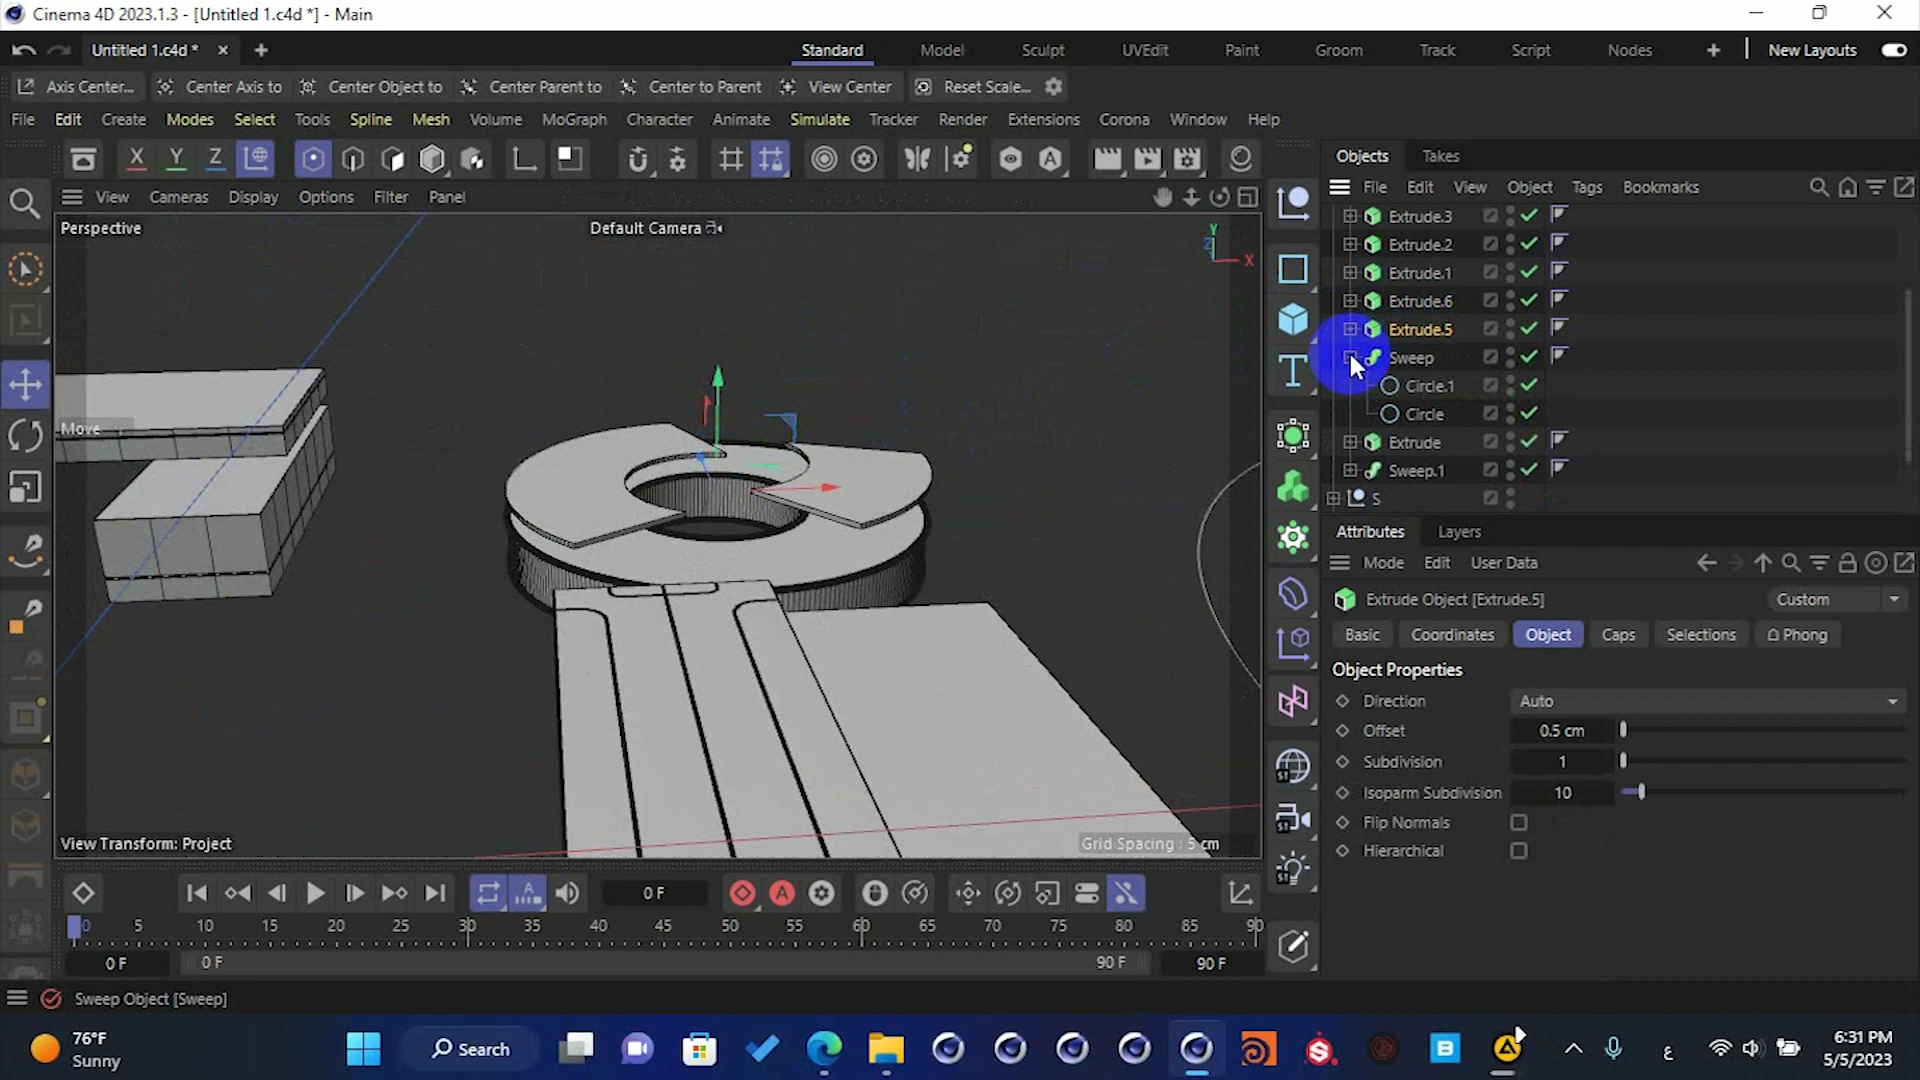 Cinema 4D 2023.1.3 - [Untitled 1.c4d *] - Main
Untitled 1.c4d *
Standard Model Sculpt UVEdit Paint Groom Track Script Nodes New Layouts
Axis Center... Center Axis to Center Object to Center Parent to Center to Parent View Center Reset Scale...
File Edit Create Modes Select Tools Spline Mesh Volume MoGraph Character Animate Simulate Tracker Render Extensions Corona Window Help
X Y Z
Objects Takes
View Cameras Display Options Filter Panel
File Edit View Object Tags Bookmarks
Perspective
Default Camera
Y
Z
X
Extrude.3
Extrude.2
Extrude.1
Extrude.6
Extrude.5
Sweep
Circle.1
Circle
Extrude
Sweep.1
S
Move
Attributes Layers
Mode Edit User Data
Extrude Object [Extrude.5]
Custom
Basic Coordinates Object Caps Selections Phong
Object Properties
Direction Auto
Offset 0.5 cm
Subdivision 1
Isoparm Subdivision 10
Flip Normals
Hierarchical
View Transform: Project
Grid Spacing : 5 cm
0 F
0 5 10 15 20 25 30 35 40 45 50 55 60 65 70 75 80 85 90
0 F 0 F 90 F 90 F
Sweep Object [Sweep]
76°F
Sunny
Search
ع
6:31 PM
5/5/2023